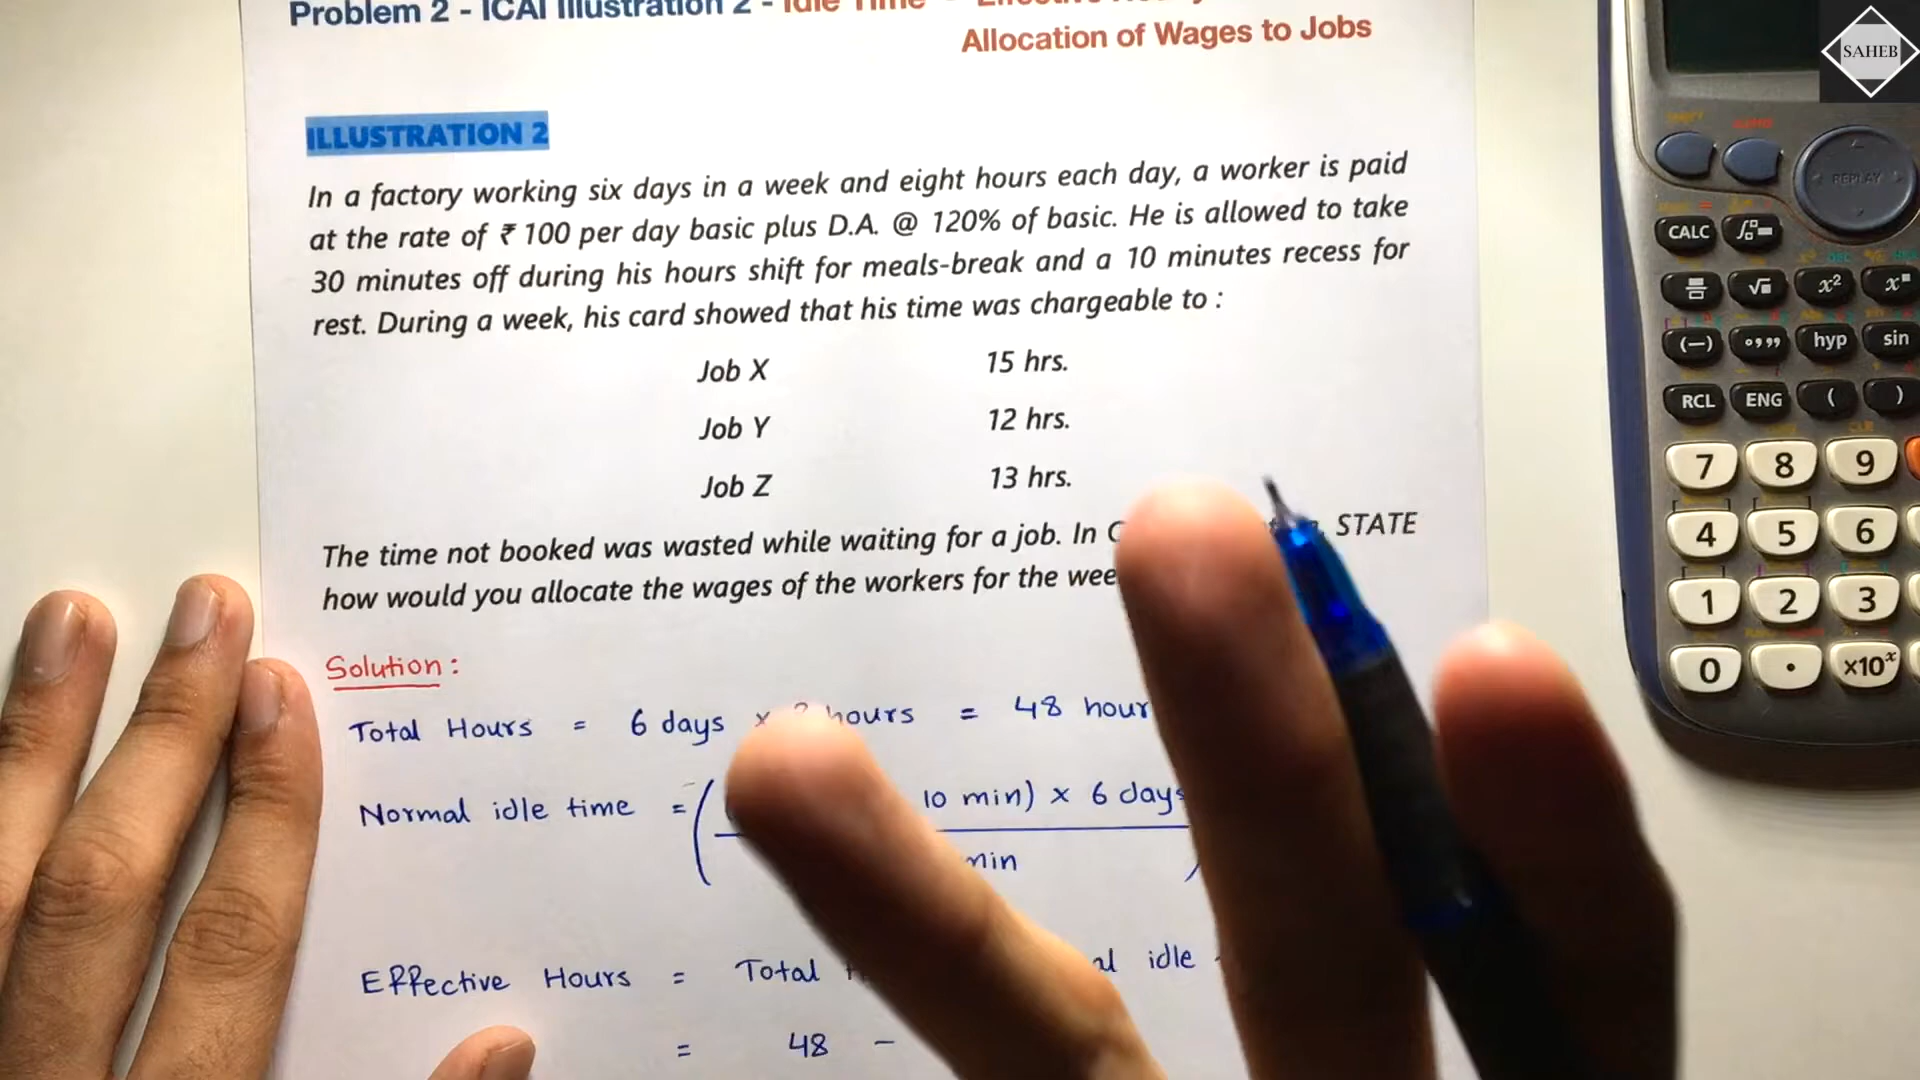 Problem 2 - ICAI Illustration 2 - Idle Time -
Allocation of Wages to Jobs
SAHEB
ILLUSTRATION 2
In a factory working six days in a week and eight hours each day, a worker is paid
at the rate of ₹ 100 per day basic plus D.A. @ 120% of basic. He is allowed to take
30 minutes off during his hours shift for meals-break and a 10 minutes recess for
rest. During a week, his card showed that his time was chargeable to :
Job X 15 hrs.
Job Y 12 hrs.
Job Z 13 hrs.
The time not booked was wasted while waiting for a job. In STATE
how would you allocate the wages of the workers for the
Solution :
Total Hours = 6 days x hours = 48 hour
Normal idle time = ( 10 min) x 6 days
min )
Effective Hours = Total idle -
= 48 -
REPLAY
CALC
x²
hyp
sin
RCL
ENG
(
)
(—)
7 8 9
4 5 6
1 2 3
0 . ×10ˣ